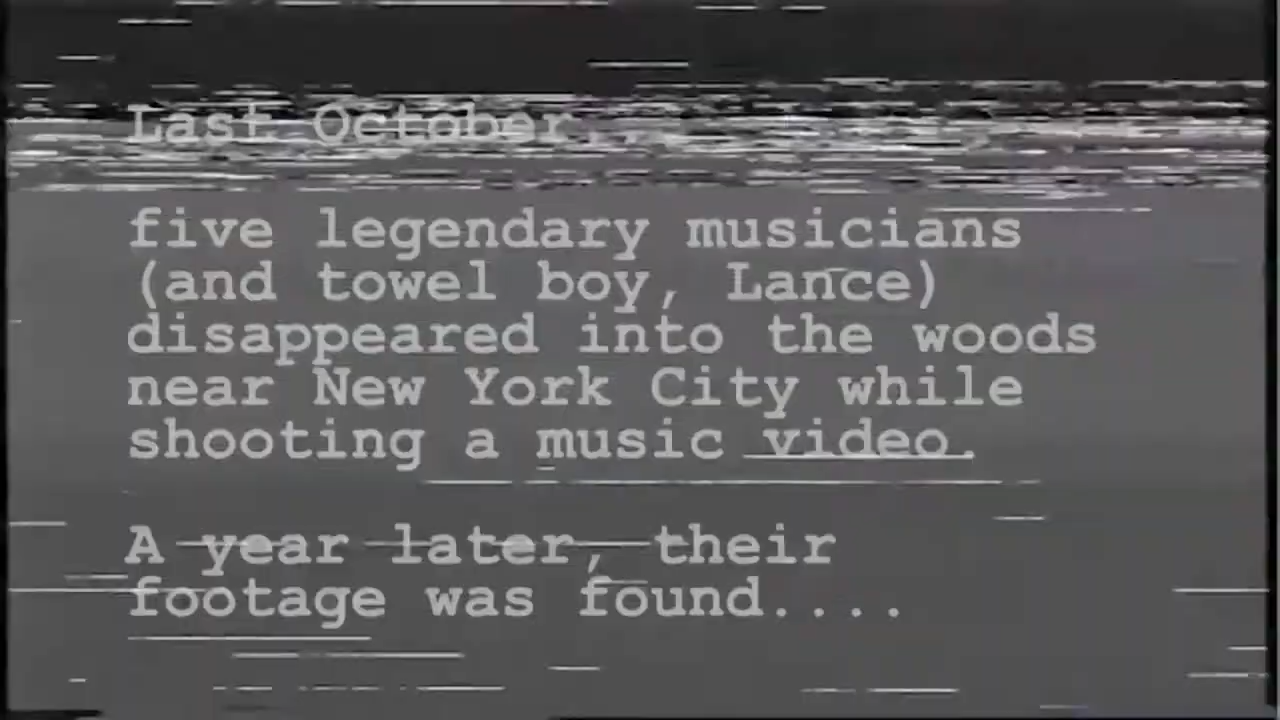 Last October...
five legendary musicians
(and towel boy, Lance)
disappeared into the woods
near New York City while
shooting a music video.
A year later, their
footage was found....